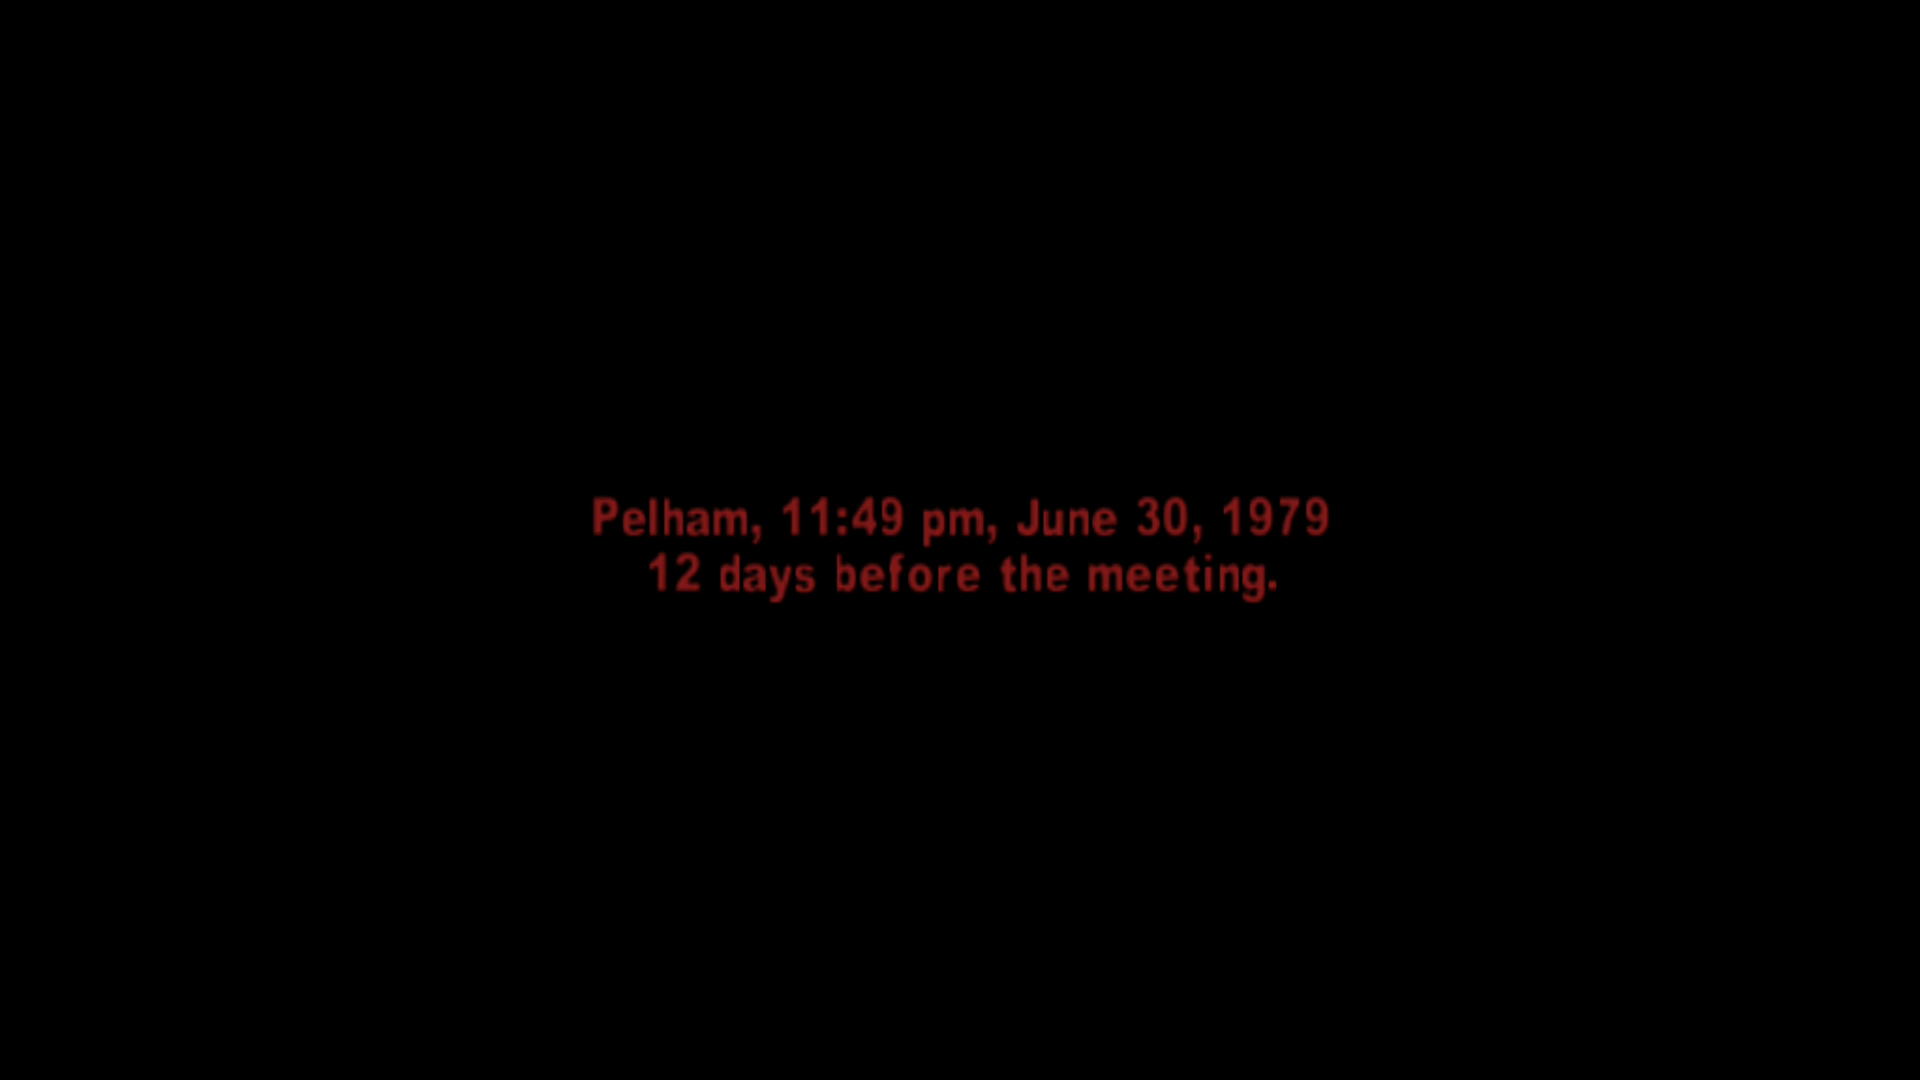 Pelham, 11:49 pm, June 30, 1979
12 days before the meeting.